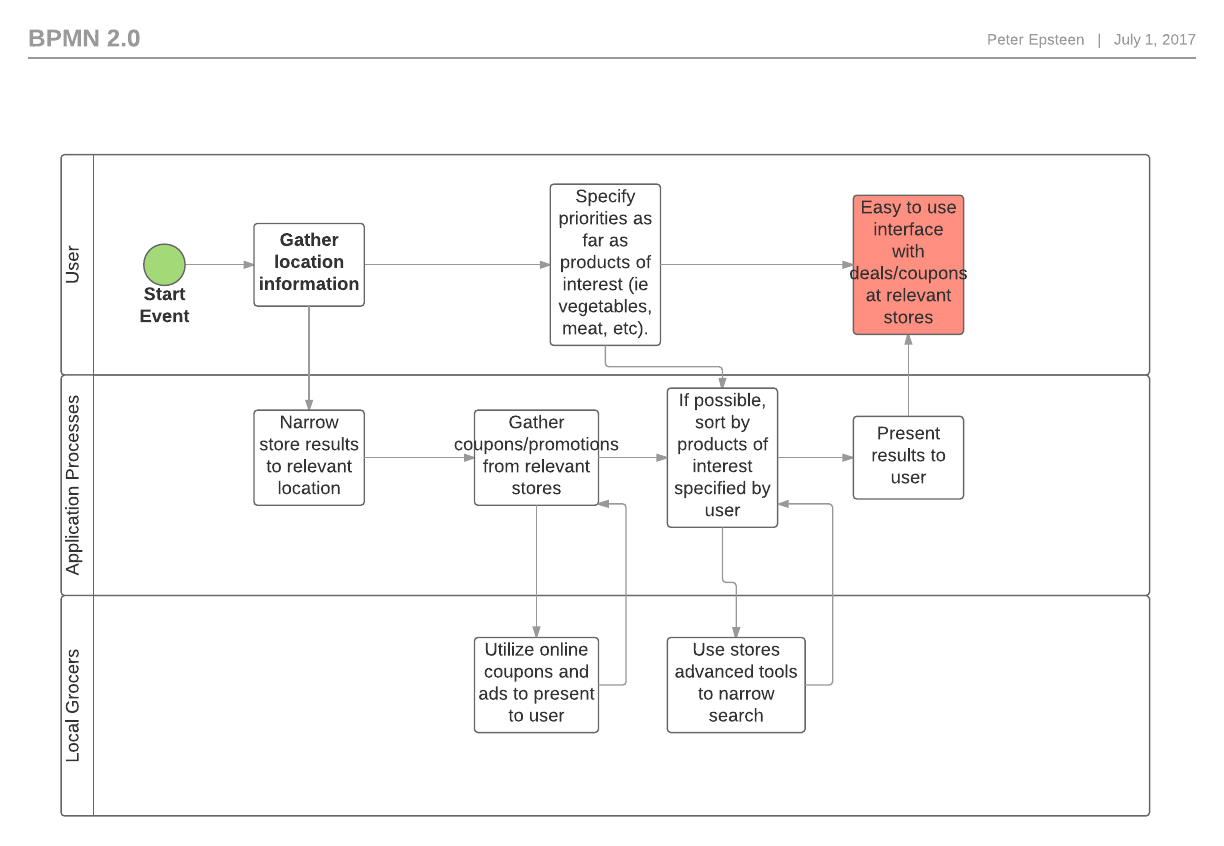 BPMN 2.0
Peter Epsteen | July 1, 2017
User
Start
Event
Gather
location
information
Specify
priorities as
far as
products of
interest (ie
vegetables,
meat, etc).
Easy to use
interface
with
deals/coupons
at relevant
stores
Application Processes
Narrow
store results
to relevant
location
Gather
coupons/promotions
from relevant
stores
If possible,
sort by
products of
interest
specified by
user
Present
results to
user
Local Grocers
Utilize online
coupons and
ads to present
to user
Use stores
advanced tools
to narrow
search